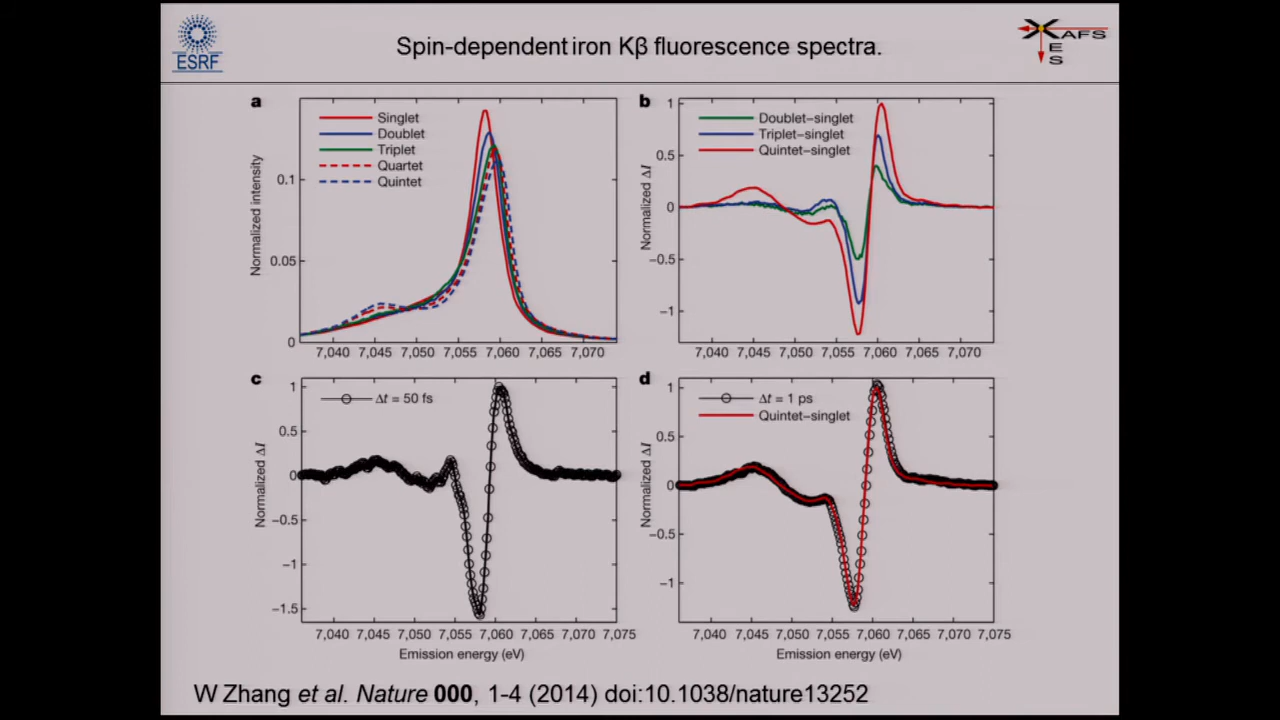 ESRF
Spin-dependent iron Kβ fluorescence spectra.
XAFS
XES
a
Singlet
Doublet
Triplet
Quartet
Quintet
Normalized intensity
0.1
0.05
0
7,040 7,045 7,050 7,055 7,060 7,065 7,070
b
Doublet–singlet
Triplet–singlet
Quintet–singlet
Normalized ΔI
1
0.5
0
−0.5
−1
7,040 7,045 7,050 7,055 7,060 7,065 7,070
c
Δt = 50 fs
Normalized ΔI
1
0.5
0
−0.5
−1
−1.5
7,040 7,045 7,050 7,055 7,060 7,065 7,070 7,075
Emission energy (eV)
d
Δt = 1 ps
Quintet–singlet
Normalized ΔI
1
0.5
0
−0.5
−1
7,040 7,045 7,050 7,055 7,060 7,065 7,070 7,075
Emission energy (eV)
W Zhang et al. Nature 000, 1-4 (2014) doi:10.1038/nature13252